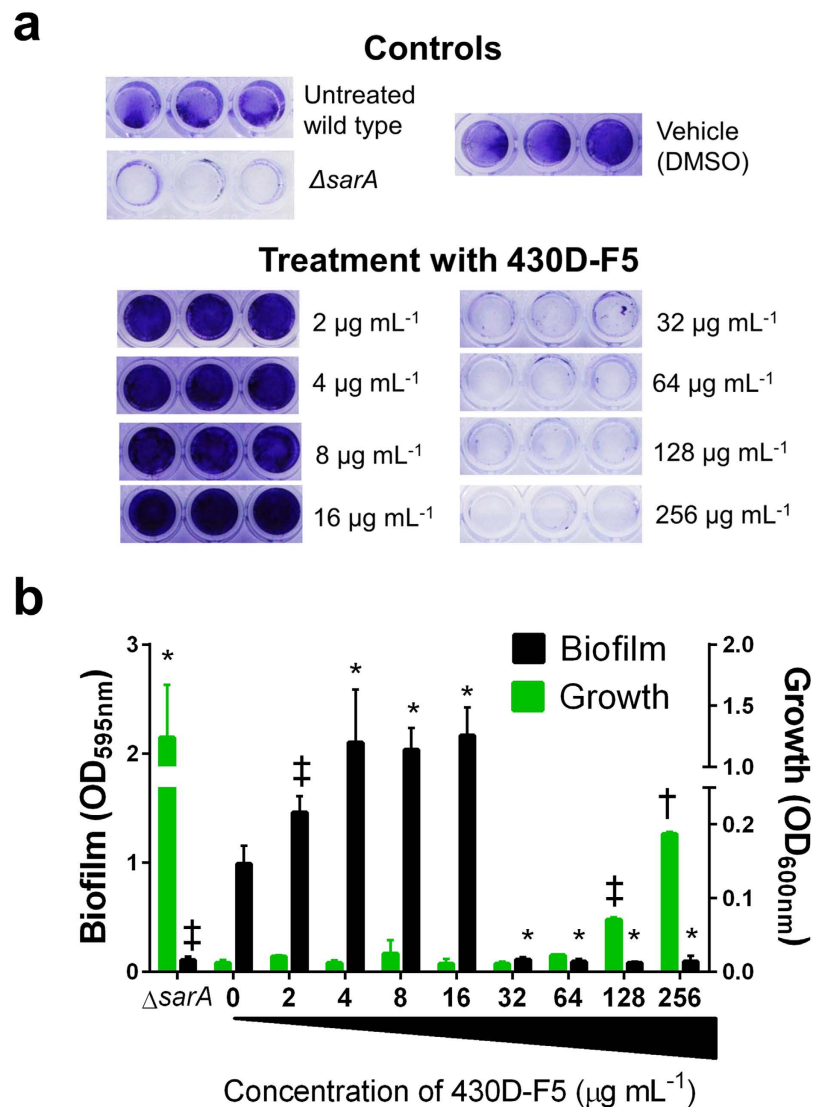 a
Controls
Untreated
wild type
Vehicle
(DMSO)
ΔsarA
Treatment with 430D-F5
2 µg mL⁻¹
32 µg mL⁻¹
4 µg mL⁻¹
64 µg mL⁻¹
8 µg mL⁻¹
128 µg mL⁻¹
16 µg mL⁻¹
256 µg mL⁻¹
b
Biofilm
Growth
Biofilm (OD₅₉₅nm)
3
2
1
0
Growth (OD₆₀₀nm)
2.0
1.5
1.0
0.2
0.1
0.0
* ‡ ‡ * * * * * ‡ * † *
ΔsarA 0 2 4 8 16 32 64 128 256
Concentration of 430D-F5 (µg mL⁻¹)